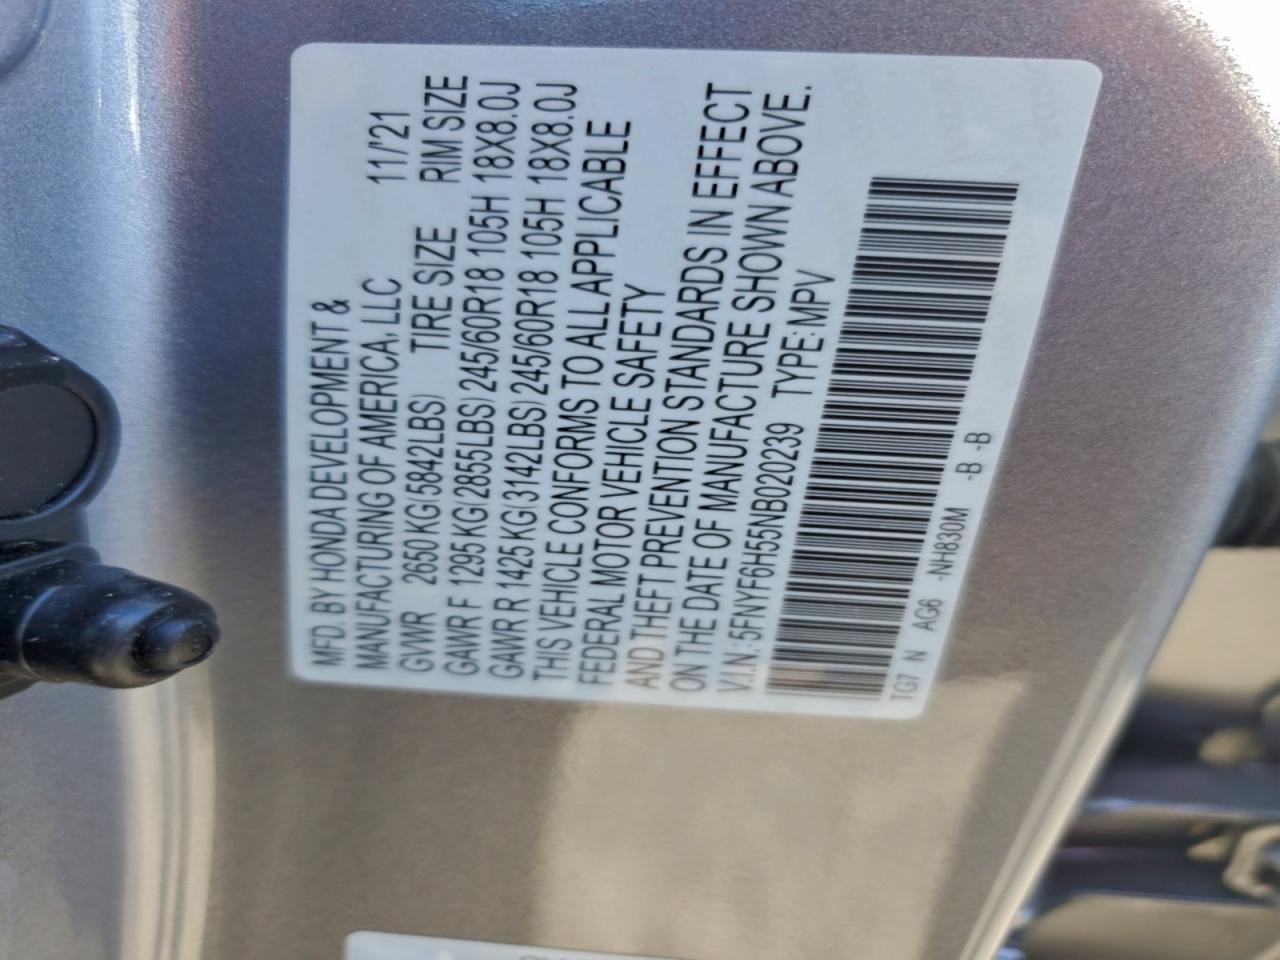 MFD. BY HONDA DEVELOPMENT &
MANUFACTURING OF AMERICA, LLC 11/'21
GVWR 2650 KG(5842LBS) TIRE SIZE RIM SIZE
GAWR F 1295 KG(2855LBS) 245/60R18 105H 18X8.0J
GAWR R 1425 KG(3142LBS) 245/60R18 105H 18X8.0J
THIS VEHICLE CONFORMS TO ALL APPLICABLE
FEDERAL MOTOR VEHICLE SAFETY
AND THEFT PREVENTION STANDARDS IN EFFECT
ON THE DATE OF MANUFACTURE SHOWN ABOVE.
V.I.N.: 5FNYF6H55NB020239 TYPE: MPV
TG7 N AG6 -NH830M -B -B